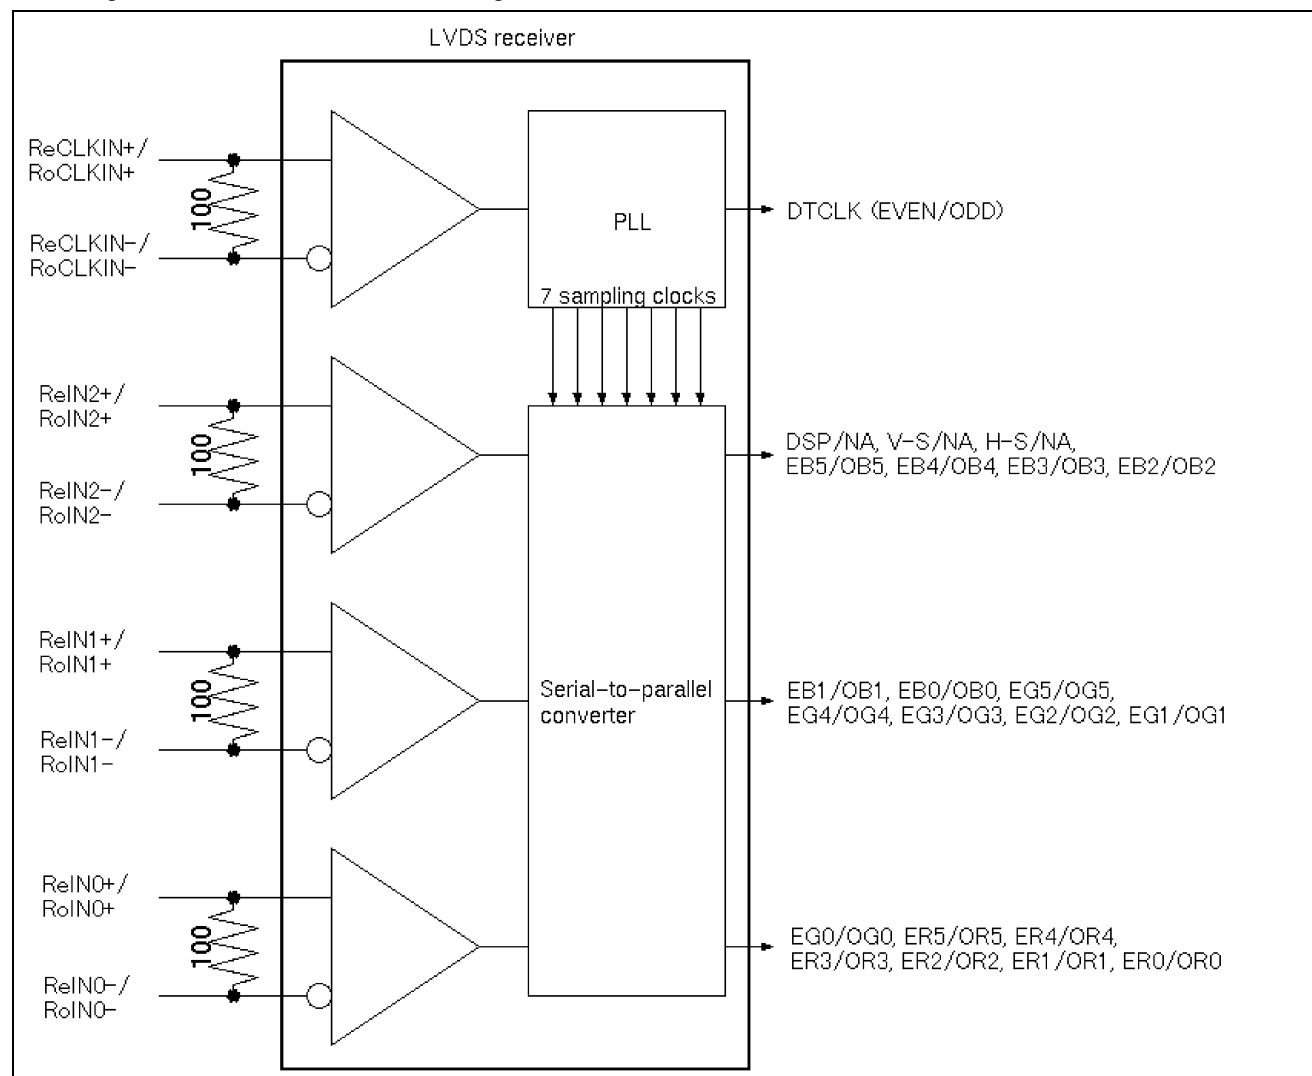 LVDS receiver
ReCLKIN+/
RoCLKIN+
100
ReCLKIN-/
RoCLKIN-
PLL
7 sampling clocks
DTCLK (EVEN/ODD)
ReIN2+/
RoIN2+
100
ReIN2-/
RoIN2-
DSP/NA, V-S/NA, H-S/NA,
EB5/OB5, EB4/OB4, EB3/OB3, EB2/OB2
ReIN1+/
RoIN1+
100
ReIN1-/
RoIN1-
Serial-to-parallel
converter
EB1/OB1, EB0/OB0, EG5/OG5,
EG4/OG4, EG3/OG3, EG2/OG2, EG1/OG1
ReIN0+/
RoIN0+
100
ReIN0-/
RoIN0-
EG0/OG0, ER5/OR5, ER4/OR4,
ER3/OR3, ER2/OR2, ER1/OR1, ER0/OR0